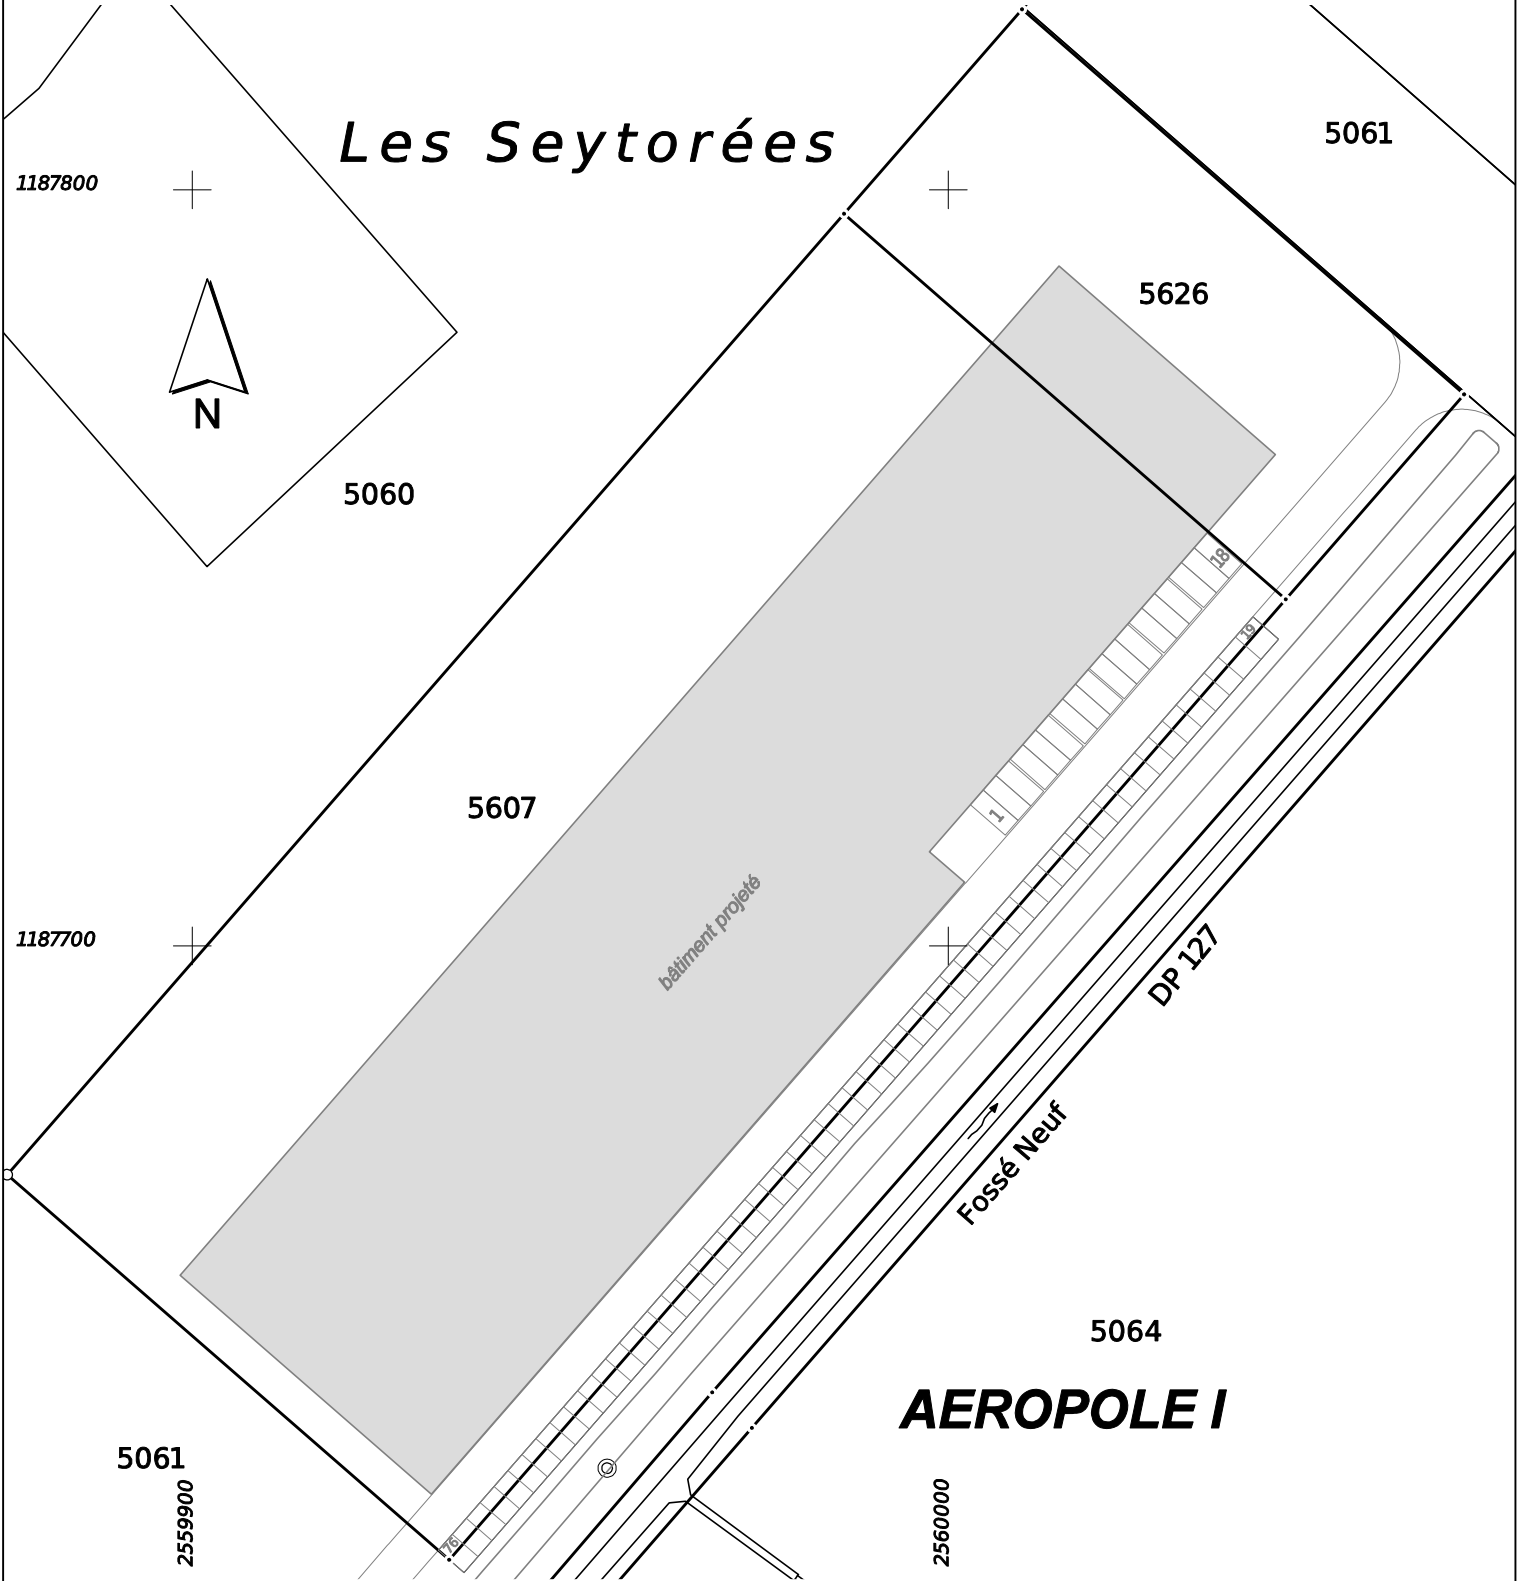 Les Seytorées
5061
1187800
5626
N
5060
18
19
5607
1
bâtiment projeté
1187700
DP 127
Fossé Neuf
5064
AEROPOLE I
5061
2559900
2560000
76